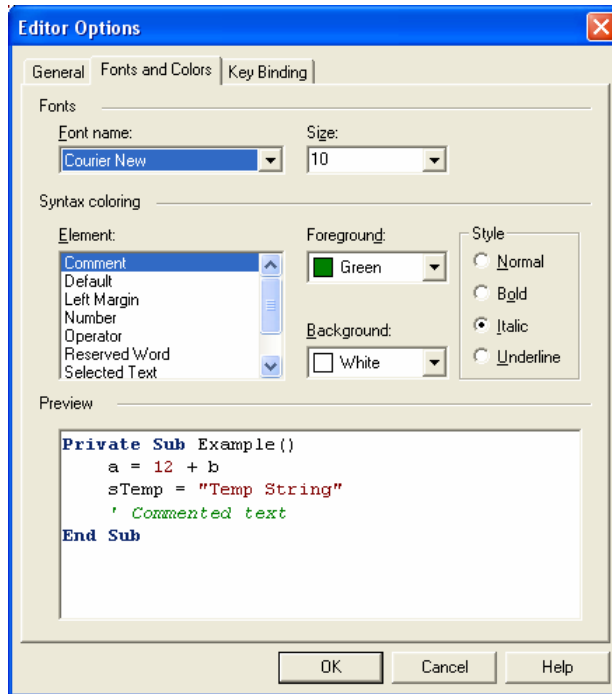 Editor Options
General Fonts and Colors Key Binding
Fonts
Font name: Size:
Courier New 10
Syntax coloring
Element: Foreground: Style
Comment Green Normal
Default
Left Margin Bold
Number
Operator Background: Italic
Reserved Word White Underline
Selected Text
Preview
Private Sub Example()
    a = 12 + b
    sTemp = "Temp String"
    ' Commented text
End Sub
OK Cancel Help